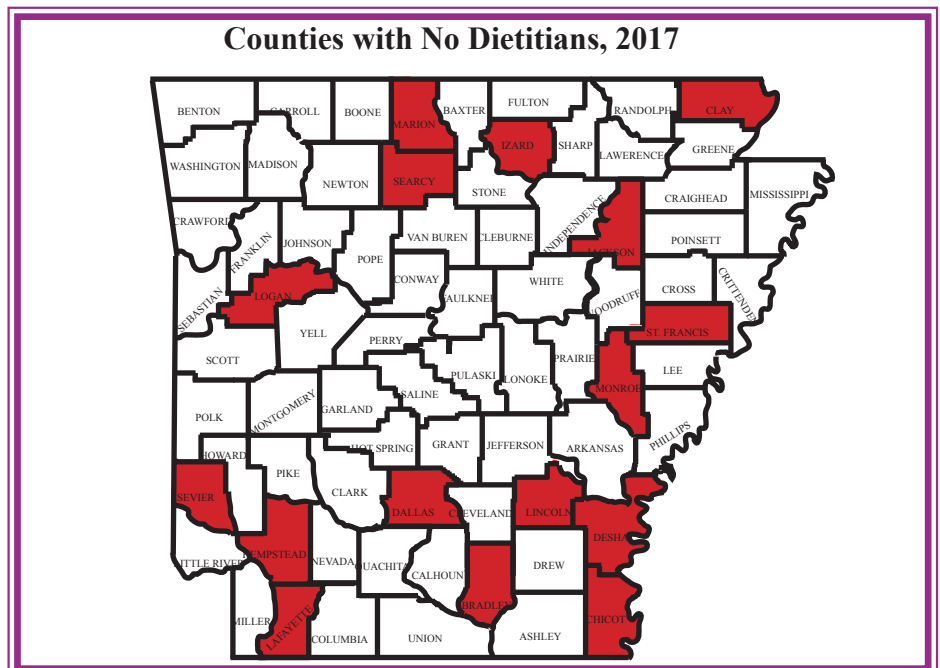 Counties with No Dietitians, 2017
BENTON
CARROLL
BOONE
MARION
BAXTER
FULTON
RANDOLPH
CLAY
IZARD
SHARP
LAWERENCE
GREENE
WASHINGTON
MADISON
NEWTON
SEARCY
STONE
INDEPENDENCE
CRAIGHEAD
MISSISSIPPI
CRAWFORD
FRANKLIN
JOHNSON
POPE
VAN BUREN
CLEBURNE
JACKSON
POINSETT
SEBASTIAN
LOGAN
CONWAY
FAULKNER
WHITE
WOODRUFF
CROSS
CRITTENDEN
SCOTT
YELL
PERRY
PULASKI
LONOKE
PRAIRIE
ST. FRANCIS
LEE
POLK
MONTGOMERY
GARLAND
SALINE
MONROE
PHILLIPS
HOWARD
PIKE
HOT SPRING
GRANT
JEFFERSON
ARKANSAS
SEVIER
CLARK
DALLAS
CLEVELAND
LINCOLN
DESHA
LITTLE RIVER
HEMPSTEAD
NEVADA
OUACHITA
CALHOUN
BRADLEY
DREW
MILLER
LAFAYETTE
COLUMBIA
UNION
ASHLEY
CHICOT